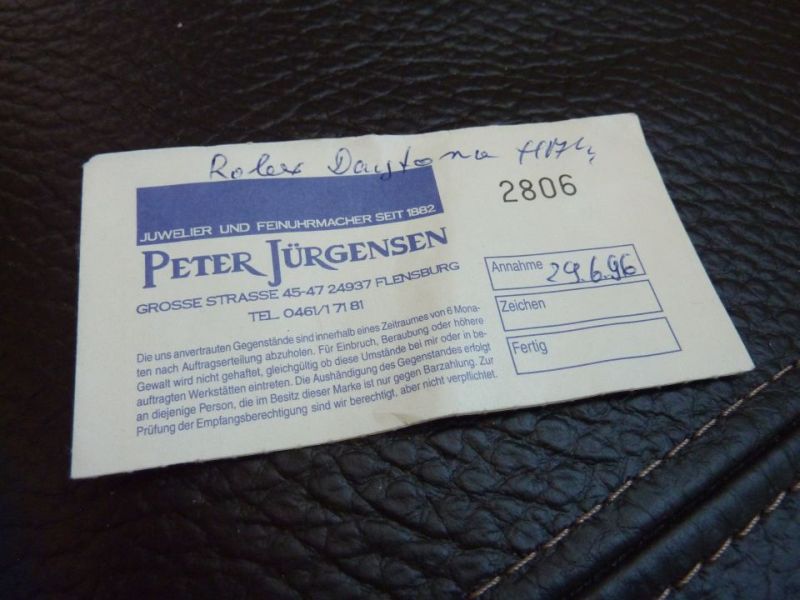 Rolex Daytona
2806
JUWELIER UND FEINUHRMACHER SEIT 1882
PETER JÜRGENSEN
GROSSE STRASSE 45-47 24937 FLENSBURG
TEL. 0461/1 71 81
Annahme 29.6.96
Zeichen
Fertig
Die uns anvertrauten Gegenstände sind innerhalb eines Zeitraumes von 6 Mona-
ten nach Auftragserteilung abzuholen. Für Einbruch, Beraubung oder höhere
Gewalt wird nicht gehaftet, gleichgültig ob diese Umstände bei mir oder in be-
auftragten Werkstätten eintreten. Die Aushändigung des Gegenstandes erfolgt
an diejenige Person, die im Besitz dieser Marke ist nur gegen Barzahlung. Zur
Prüfung der Empfangsberechtigung sind wir berechtigt, aber nicht verpflichtet.